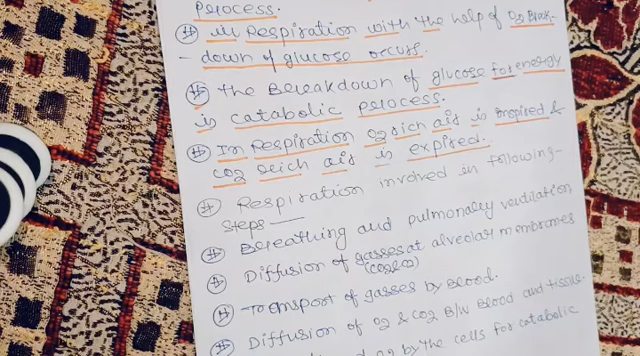 process.
# In Respiration with the help of O2 Break-
- down of glucose occurs.
# the Breakdown of glucose for energy
is catabolic process.
# In Respiration O2 rich air is inspired &
CO2 reich air is expired.
# Respiration involved in following-
steps —
# Breathing and pulmonary ventilation
# Diffusion of gasses at alveolar membranes
# Transport of gasses by Blood.
# Diffusion of O2 & CO2 B/w Blood and tissue.
O2 by the cells for catabolic